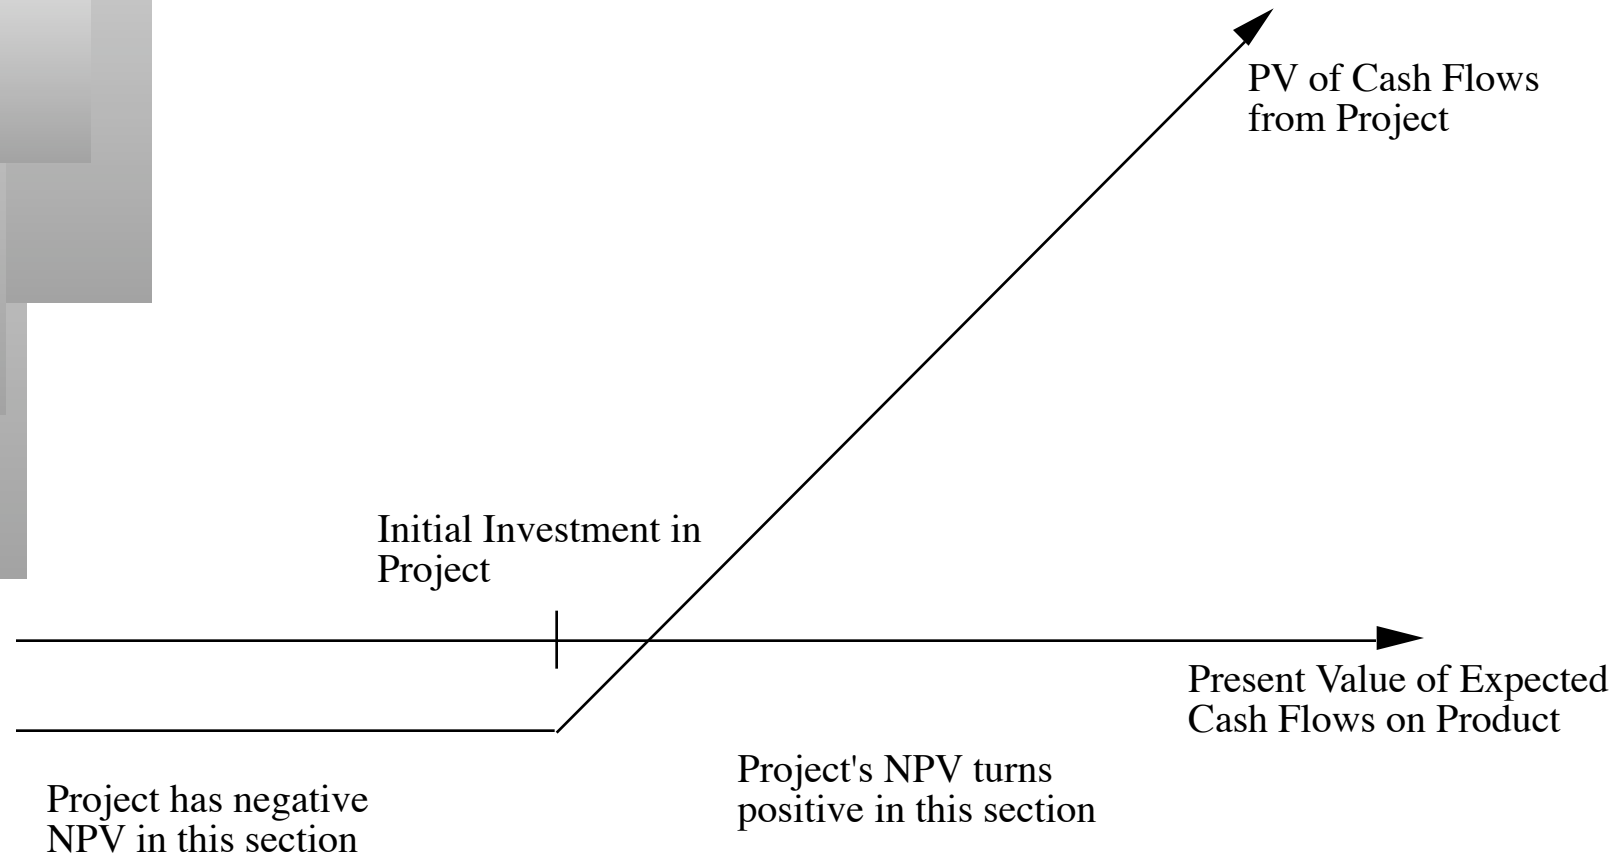 PV of Cash Flows
from Project
Initial Investment in
Project
Present Value of Expected
Cash Flows on Product
Project's NPV turns
positive in this section
Project has negative
NPV in this section